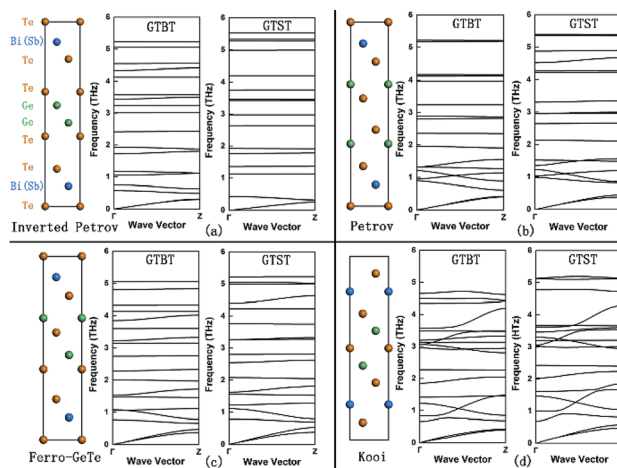 Te
Bi(Sb)
Te
Te
Ge
Ge
Te
Te
Bi(Sb)
Te
Inverted Petrov
GTBT
Frequency (THz)
6
5
4
3
2
1
0
Γ
Z
Wave Vector
GTST
Frequency (THz)
6
5
4
3
2
1
0
Γ
Z
Wave Vector
(a)
Petrov
GTBT
Frequency (THz)
6
5
4
3
2
1
0
Γ
Z
Wave Vector
GTST
Frequency (THz)
6
5
4
3
2
1
0
Γ
Z
Wave Vector
(b)
Ferro-GeTe
GTBT
Frequency (THz)
6
5
4
3
2
1
0
Γ
Z
Wave Vector
GTST
Frequency (THz)
6
5
4
3
2
1
0
Γ
Z
Wave Vector
(c)
Kooi
GTBT
Frequency (THz)
5
4
3
2
1
0
Γ
Z
Wave Vector
GTST
Frequency (HTz)
6
5
4
3
2
1
0
Γ
Z
Wave Vector
(d)